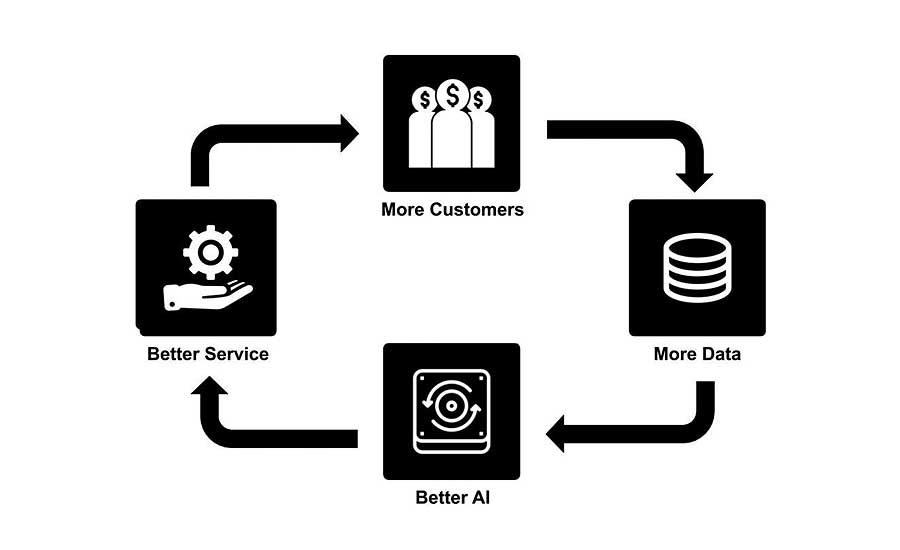 More Customers
Better Service
More Data
Better AI